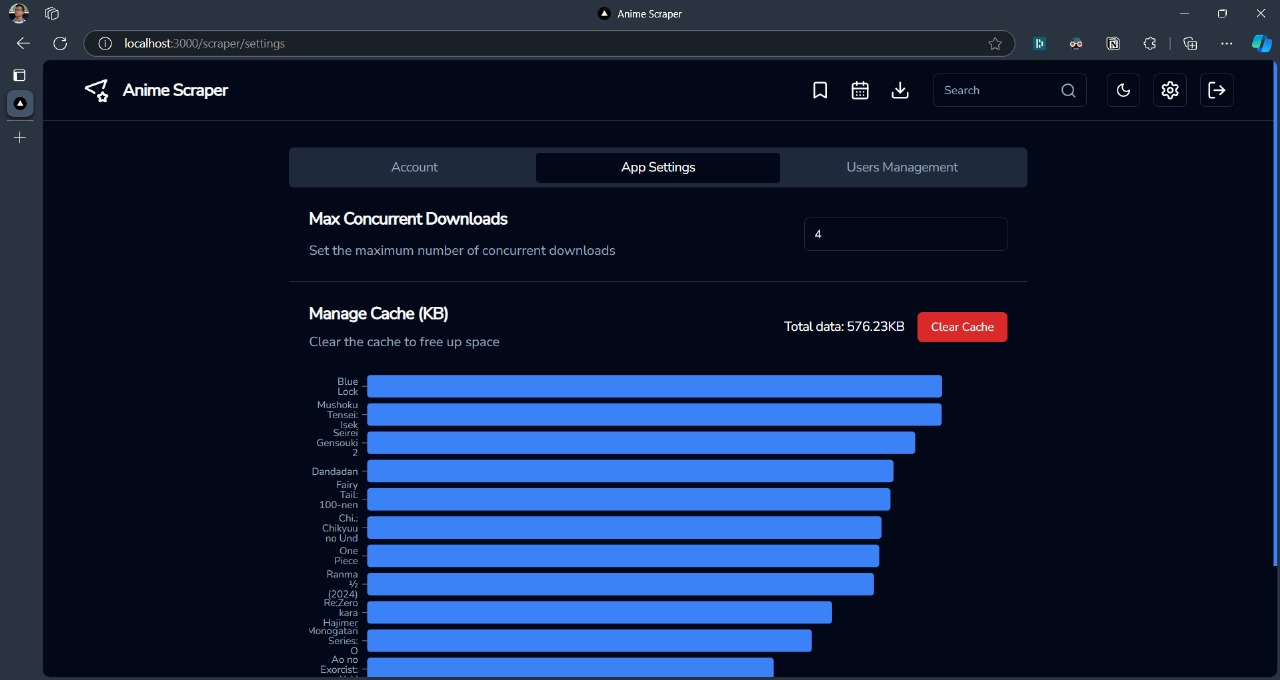 Anime Scraper
localhost:3000/scraper/settings
Anime Scraper
Search
Account
App Settings
Users Management
Max Concurrent Downloads
Set the maximum number of concurrent downloads
4
Manage Cache (KB)
Clear the cache to free up space
Total data: 576.23KB
Clear Cache
Blue
Lock
Mushoku
Tensei:
Isek
Seirei
Gensouki
2
Dandadan
Fairy
Tail:
100-nen
Chi.:
Chikyuu
no Und
One
Piece
Ranma
½
(2024)
Re:Zero
kara
Hajimer
Monogatari
Series:
O
Ao no
Exorcist: